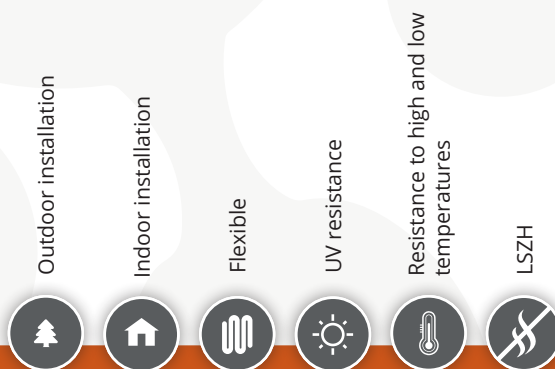 Outdoor installation
Indoor installation
Flexible
UV resistance
Resistance to high and low
temperatures
LSZH